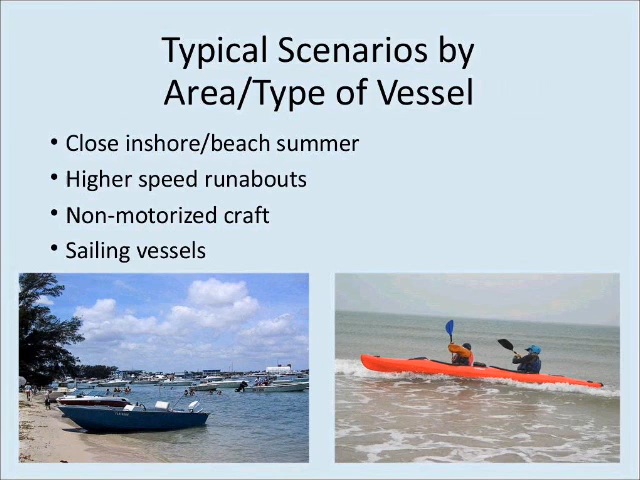 Typical Scenarios by
Area/Type of Vessel
• Close inshore/beach summer
• Higher speed runabouts
• Non-motorized craft
• Sailing vessels